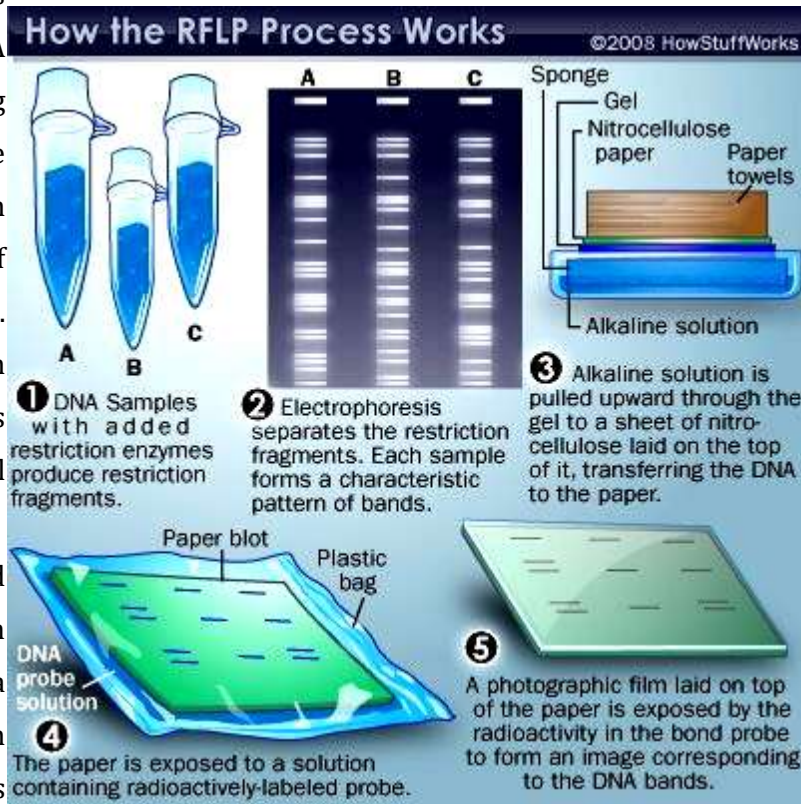 How the RFLP Process Works
©2008 HowStuffWorks
A
B
C
A B C
Sponge
Gel
Nitrocellulose
paper
Paper
towels
Alkaline solution
1 DNA Samples
with added
restriction enzymes
produce restriction
fragments.
2 Electrophoresis
separates the restriction
fragments. Each sample
forms a characteristic
pattern of bands.
3 Alkaline solution is
pulled upward through the
gel to a sheet of nitro-
cellulose laid on the top
of it, transferring the DNA
to the paper.
Paper blot
Plastic
bag
DNA
probe
solution
4
The paper is exposed to a solution
containing radioactively-labeled probe.
5
A photographic film laid on top
of the paper is exposed by the
radioactivity in the bond probe
to form an image corresponding
to the DNA bands.